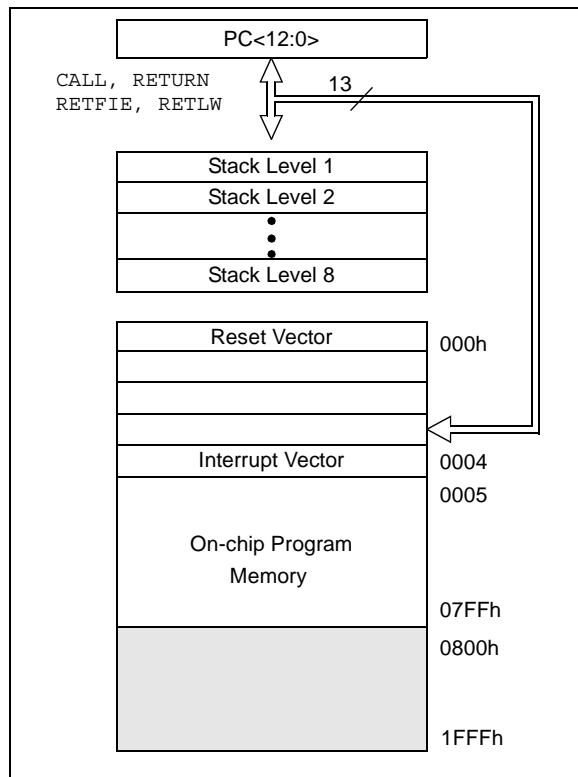 PC<12:0>
CALL, RETURN
RETFIE, RETLW
13
Stack Level 1
Stack Level 2
Stack Level 8
Reset Vector
000h
Interrupt Vector
0004
0005
On-chip Program
Memory
07FFh
0800h
1FFFh